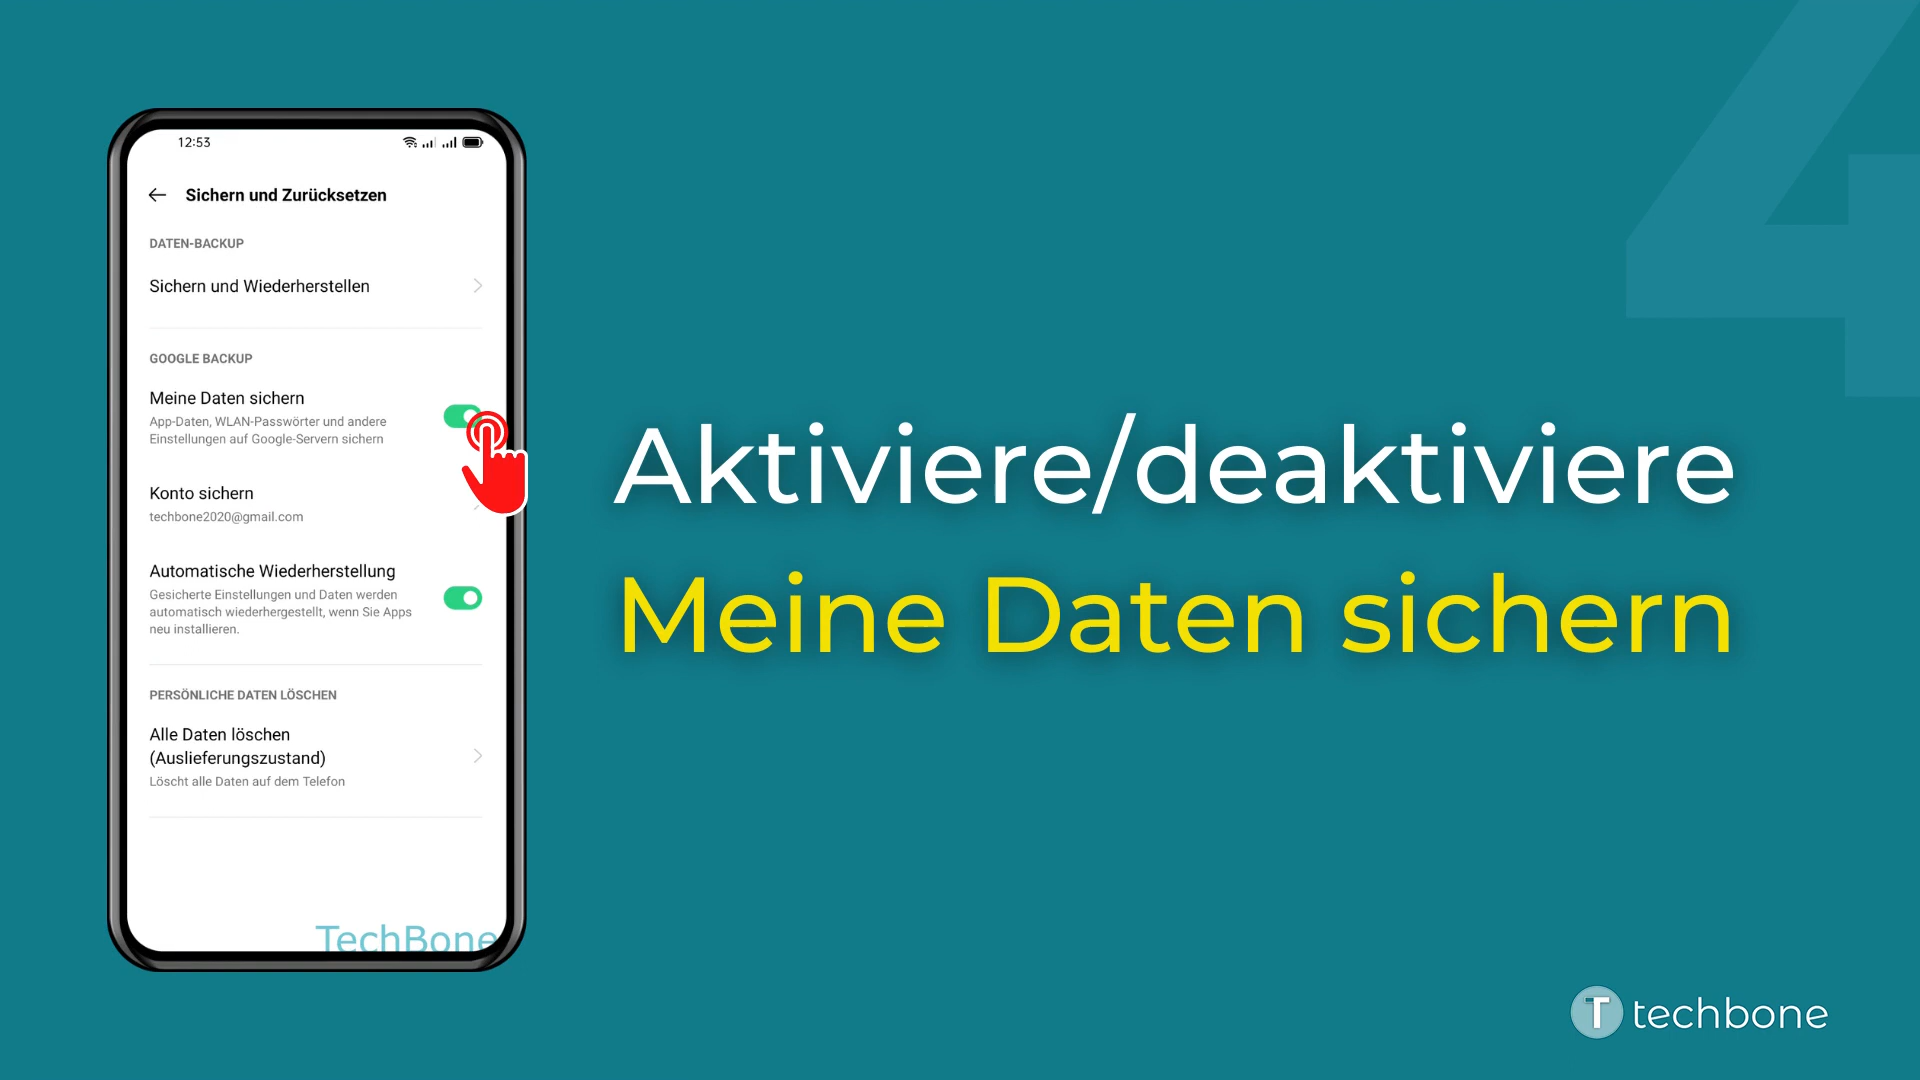 12:53
Sichern und Zurücksetzen
DATEN-BACKUP
Sichern und Wiederherstellen
GOOGLE BACKUP
Meine Daten sichern
App-Daten, WLAN-Passwörter und andere
Einstellungen auf Google-Servern sichern
Konto sichern
techbone2020@gmail.com
Automatische Wiederherstellung
Gesicherte Einstellungen und Daten werden
automatisch wiederhergestellt, wenn Sie Apps
neu installieren.
PERSÖNLICHE DATEN LÖSCHEN
Alle Daten löschen
(Auslieferungszustand)
Löscht alle Daten auf dem Telefon
TechBone
4
Aktiviere/deaktiviere
Meine Daten sichern
T techbone